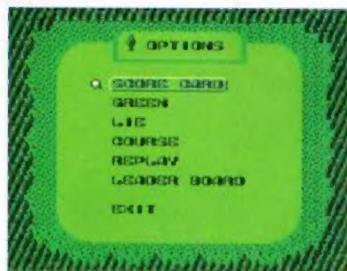 OPTIONS
SCORE CARD
GREEN
LIE
COURSE
REPLAY
LEADER BOARD
EXIT